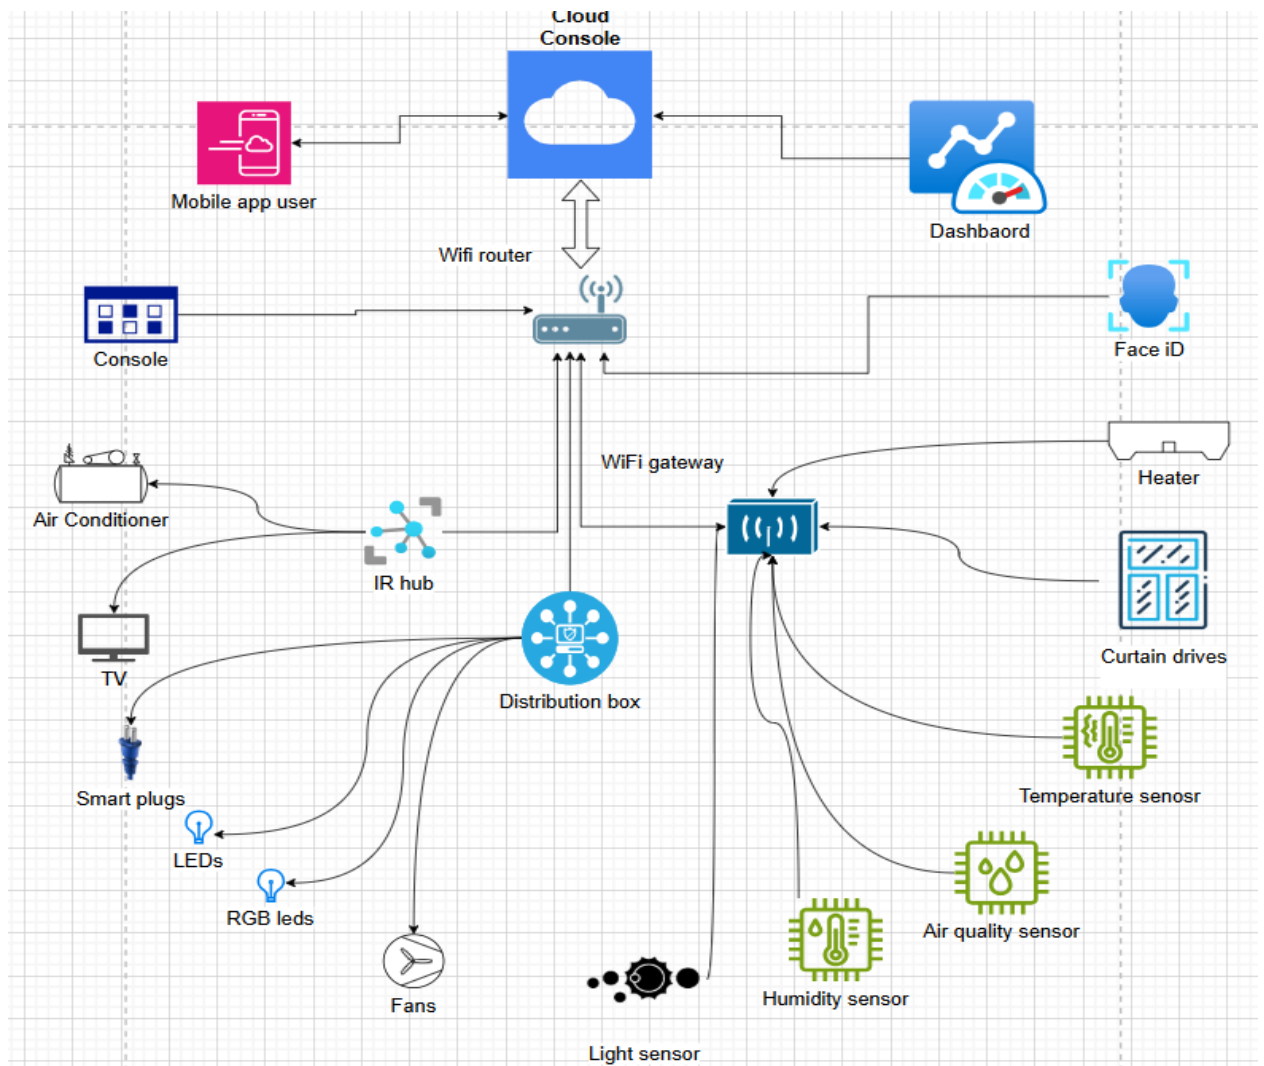 Cloud
Console
Mobile app user
Dashbaord
Wifi router
Console
Face iD
WiFi gateway
Heater
Air Conditioner
IR hub
Curtain drives
TV
Distribution box
Smart plugs
Temperature senosr
LEDs
RGB leds
Air quality sensor
Humidity sensor
Fans
Light sensor